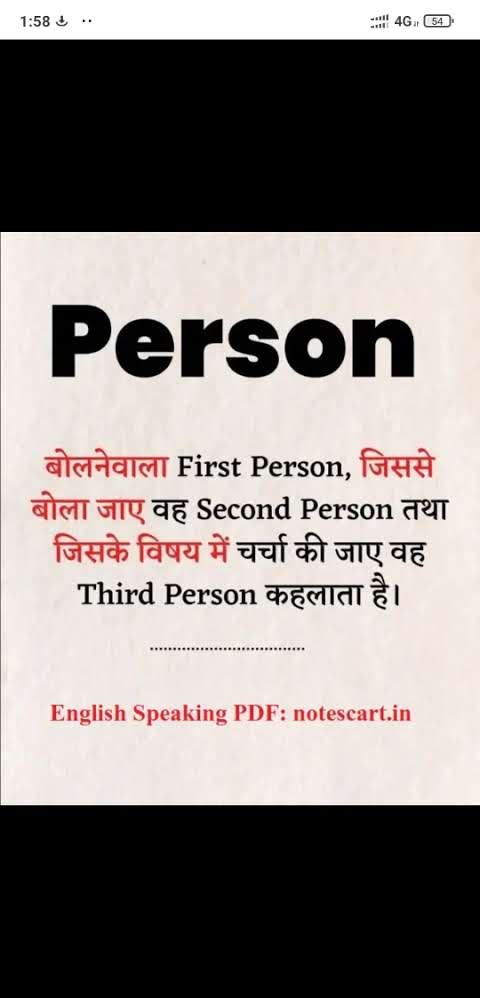 1:58
4G
54
Person
बोलनेवाला First Person, जिससे
बोला जाए वह Second Person तथा
जिसके विषय में चर्चा की जाए वह
Third Person कहलाता है।
English Speaking PDF: notescart.in